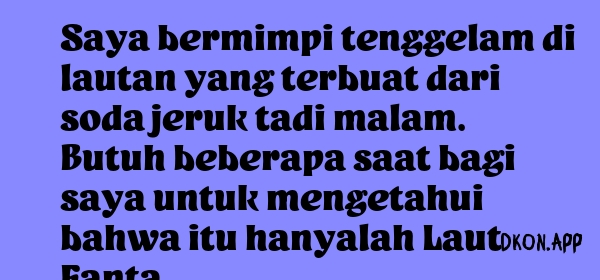 Saya bermimpi tenggelam di
lautan yang terbuat dari
soda jeruk tadi malam.
Butuh beberapa saat bagi
saya untuk mengetahui
bahwa itu hanyalah Laut
DKON.APP
Fanta